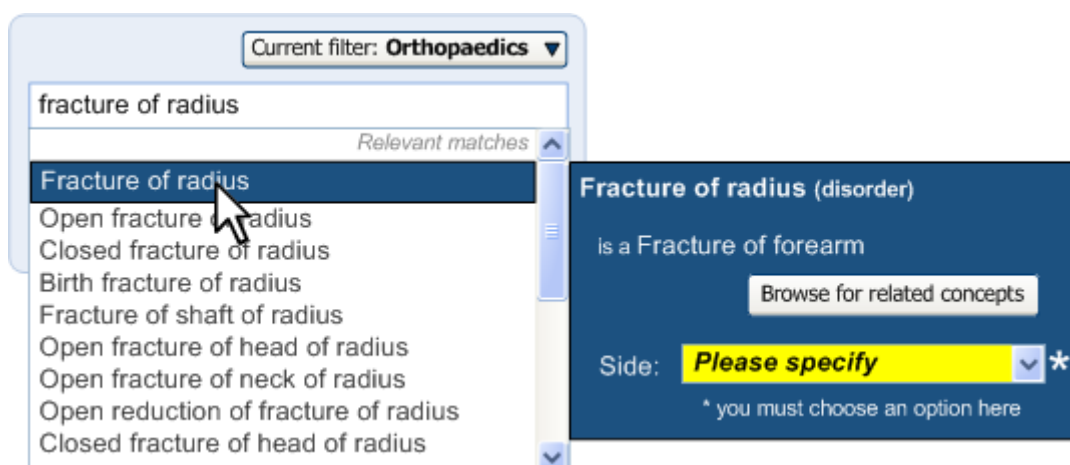 Current filter: Orthopaedics
fracture of radius
Relevant matches
Fracture of radius
Open fracture of radius
Closed fracture of radius
Birth fracture of radius
Fracture of shaft of radius
Open fracture of head of radius
Open fracture of neck of radius
Open reduction of fracture of radius
Closed fracture of head of radius
Fracture of radius (disorder)
is a Fracture of forearm
Browse for related concepts
Side: Please specify *
* you must choose an option here